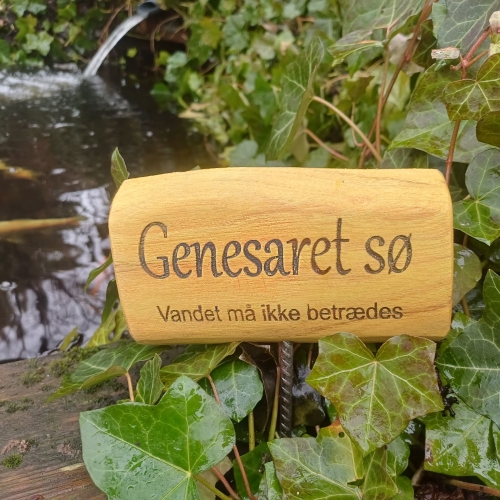 Genesaret sø
Vandet må ikke betrædes